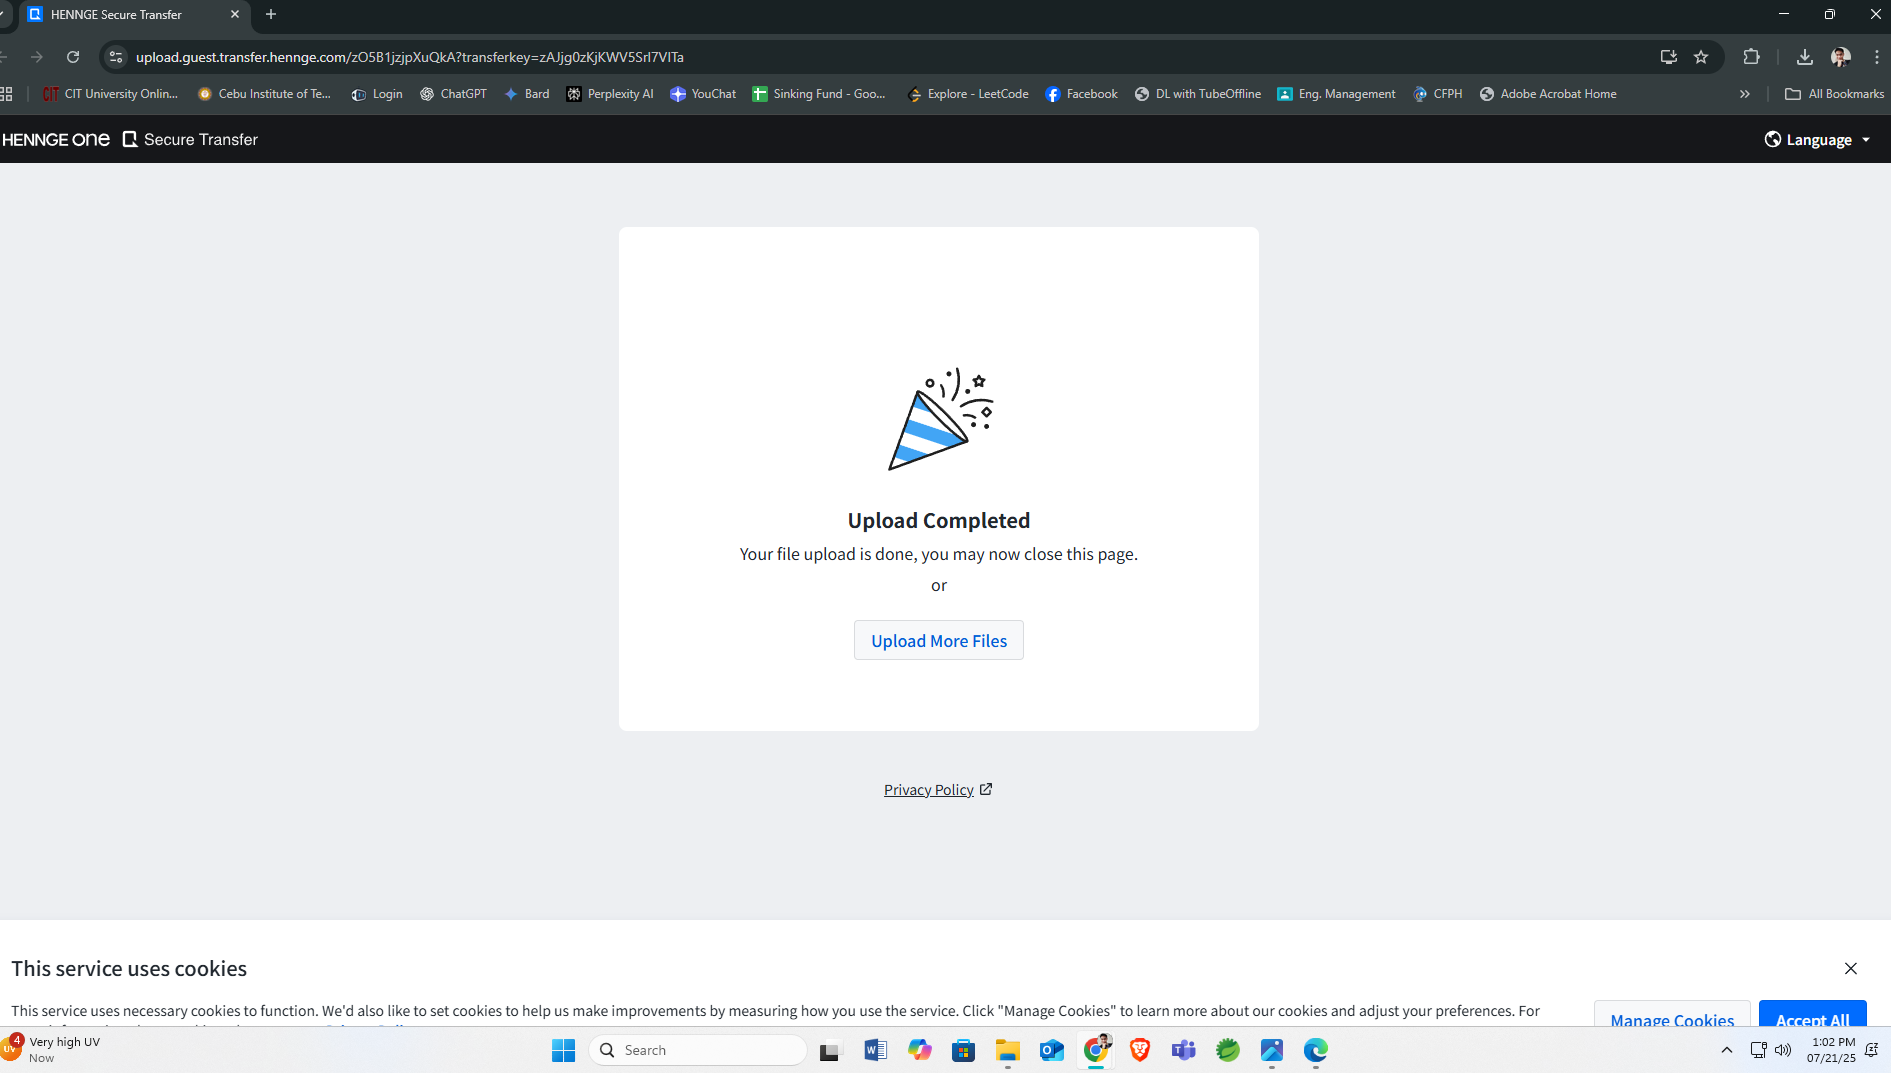 HENNGE Secure Transfer
upload.guest.transfer.hennge.com/zO5B1jzjpXuQkA?transferkey=zAJjg0zKjKWV5Srl7VITa
CIT University Onlin... Cebu Institute of Te... Login ChatGPT Bard Perplexity AI YouChat Sinking Fund - Goo... Explore - LeetCode Facebook DL with TubeOffline Eng. Management CFPH Adobe Acrobat Home All Bookmarks
HENNGE one Secure Transfer Language
Upload Completed
Your file upload is done, you may now close this page.
or
Upload More Files
Privacy Policy
This service uses cookies
This service uses necessary cookies to function. We'd also like to set cookies to help us make improvements by measuring how you use the service. Click "Manage Cookies" to learn more about our cookies and adjust your preferences. For
Manage Cookies Accept All
4 Very high UV
Now
Search
1:02 PM
07/21/25